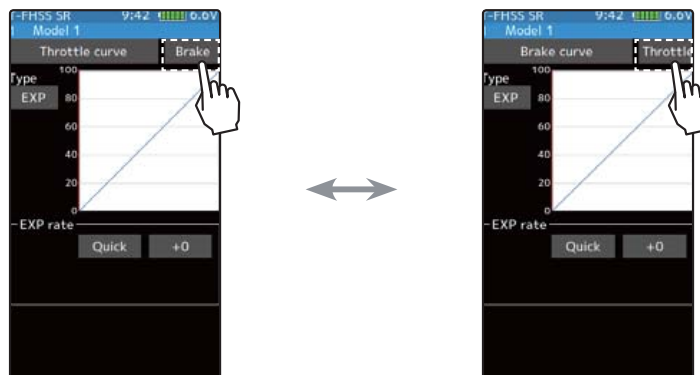 -FHSS SR 9:42 6.6V
Model 1
Throttle curve Brake
Type
EXP
100
80
60
40
20
0
EXP rate
Quick +0
-FHSS SR 9:42 6.6V
Model 1
Brake curve Throttle
Type
EXP
100
80
60
40
20
0
EXP rate
Quick +0